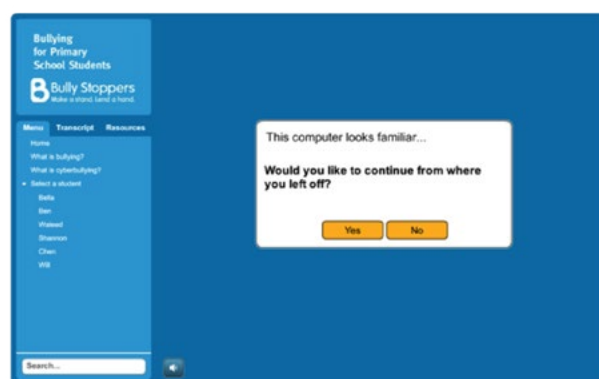 Bullying
for Primary
School Students
Bully Stoppers
Make a stand. Lend a hand.
Menu Transcript Resources
Home
What is bullying?
What is cyberbullying?
Select a student
Bella
Ben
Waleed
Shannon
Chen
Will
Search...
This computer looks familiar...
Would you like to continue from where
you left off?
Yes No